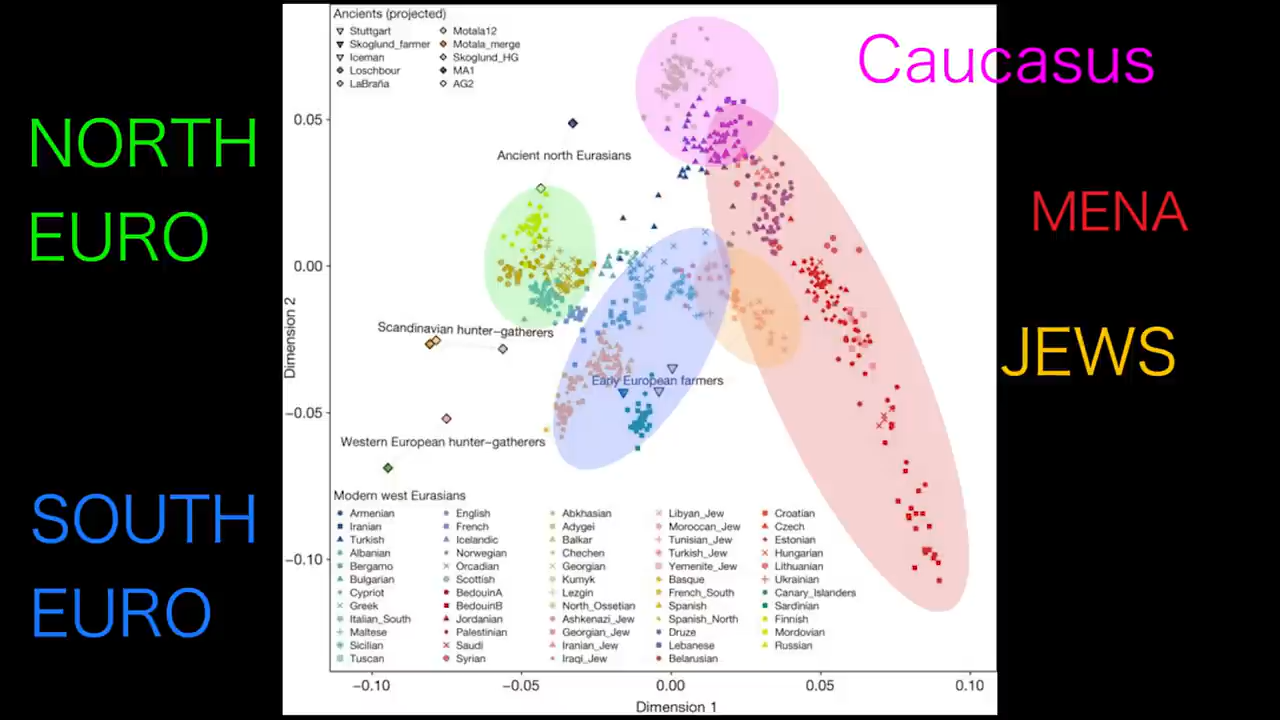 NORTH
EURO
SOUTH
EURO
Ancients (projected)
Stuttgart
Skoglund_farmer
Iceman
Loschbour
LaBraña
Motala12
Motala_merge
Skoglund_HG
MA1
AG2
Caucasus
MENA
JEWS
0.05
0.00
−0.05
−0.10
Dimension 2
Ancient north Eurasians
Scandinavian hunter−gatherers
Early European farmers
Western European hunter−gatherers
Modern west Eurasians
Armenian
Iranian
Turkish
Albanian
Bergamo
Bulgarian
Cypriot
Greek
Italian_South
Maltese
Sicilian
Tuscan
English
French
Icelandic
Norwegian
Orcadian
Scottish
BedouinA
BedouinB
Jordanian
Palestinian
Saudi
Syrian
Abkhasian
Adygei
Balkar
Chechen
Georgian
Kumyk
Lezgin
North_Ossetian
Ashkenazi_Jew
Georgian_Jew
Iranian_Jew
Iraqi_Jew
Libyan_Jew
Moroccan_Jew
Tunisian_Jew
Turkish_Jew
Yemenite_Jew
Basque
French_South
Spanish
Spanish_North
Druze
Lebanese
Belarusian
Croatian
Czech
Estonian
Hungarian
Lithuanian
Ukrainian
Canary_Islanders
Sardinian
Finnish
Mordovian
Russian
−0.10
−0.05
0.00
0.05
0.10
Dimension 1